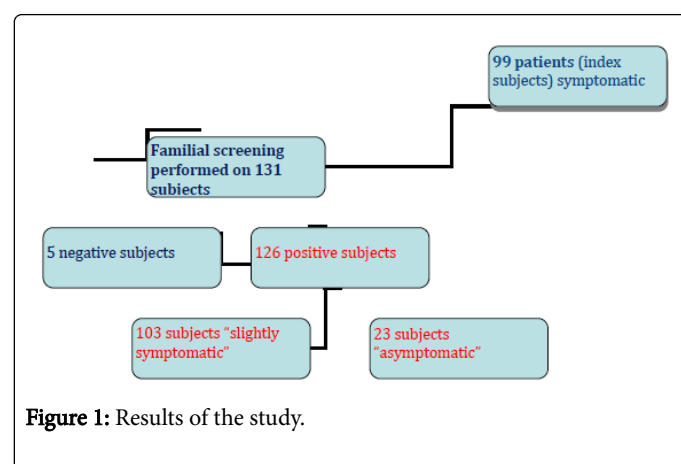 99 patients (index
subjects) symptomatic
Familial screening
performed on 131
subjects
5 negative subjects
126 positive subjects
103 subjects "slightly
symptomatic"
23 subjects
"asymptomatic"
Figure 1: Results of the study.